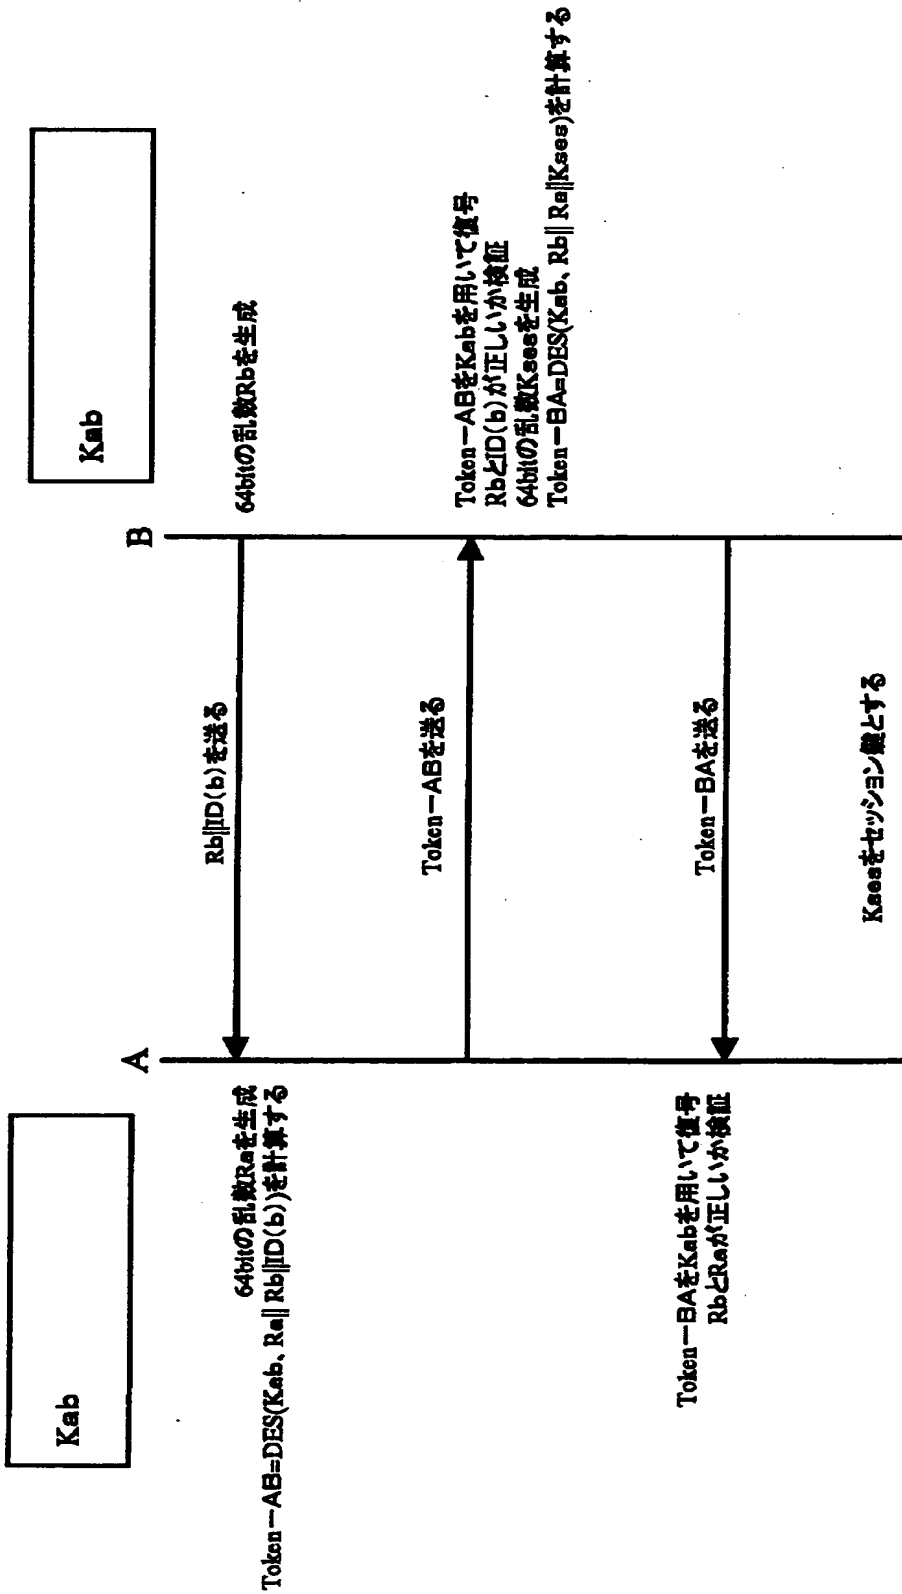 Kab
Kab
A
B
64bitの乱数Rbを生成
Rb||ID(b)を送る
64bitの乱数Raを生成
Token－AB=DES(Kab、Ra||Rb||ID(b))を計算する
Token－ABを送る
Token－ABをKabを用いて復号
RbとID(b)が正しいか検証
64bitの乱数Ksesを生成
Token－BA=DES(Kab、Rb||Ra||Kses)を計算する
Token－BAを送る
Token－BAをKabを用いて復号
RbとRaが正しいか検証
Ksesをセッション鍵とする